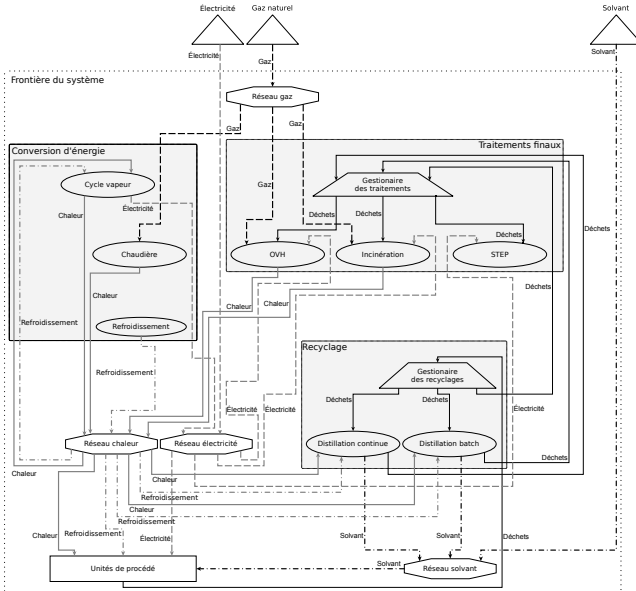 Électricité
Gaz naturel
Solvant
Électricité
Solvant
Gaz
Frontière du système
Réseau gaz
Gaz
Gaz
Conversion d'énergie
Traitements finaux
Cycle vapeur
Gestionaire
des traitements
Gaz
Chaleur
Électricité
Déchets
Déchets
Déchets
Déchets
Chaudière
OVH
Incinération
STEP
Déchets
Chaleur
Chaleur
Chaleur
Refroidissement
Refroidissement
Recyclage
Refroidissement
Gestionaire
des recyclages
Déchets
Déchets
Électricité
Électricité
Électricité
Réseau chaleur
Réseau électricité
Distillation continue
Distillation batch
Déchets
Chaleur
Chaleur
Refroidissement
Chaleur
Refroidissement
Refroidissement
Chaleur
Électricité
Solvant
Solvant
Déchets
Unités de procédé
Solvant
Réseau solvant